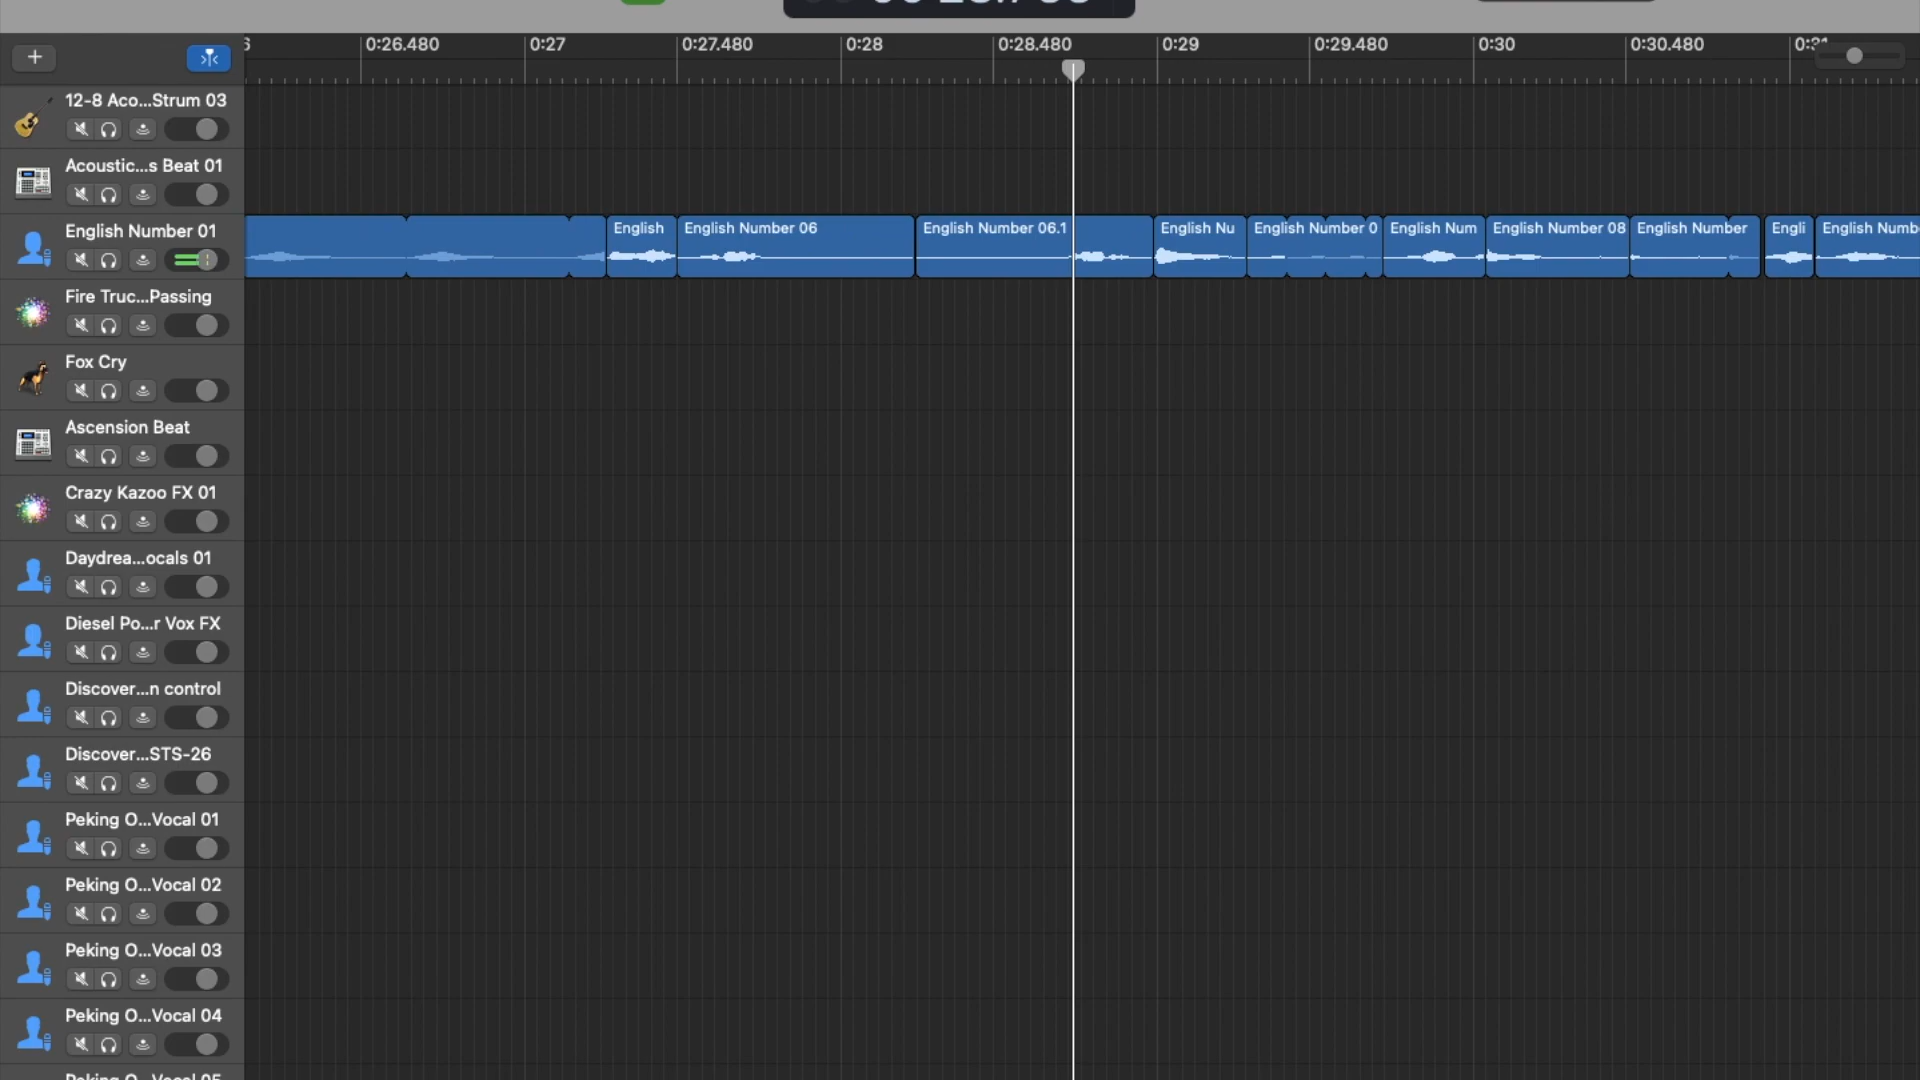 0:26.480 0:27 0:27.480 0:28 0:28.480 0:29 0:29.480 0:30 0:30.480
12-8 Aco...Strum 03
Acoustic...s Beat 01
English Number 01
English English Number 06 English Number 06.1 English Nu English Number 0 English Num English Number 08 English Number Engli English Numb
Fire Truc...Passing
Fox Cry
Ascension Beat
Crazy Kazoo FX 01
Daydrea...ocals 01
Diesel Po...r Vox FX
Discover...n control
Discover...STS-26
Peking O...Vocal 01
Peking O...Vocal 02
Peking O...Vocal 03
Peking O...Vocal 04